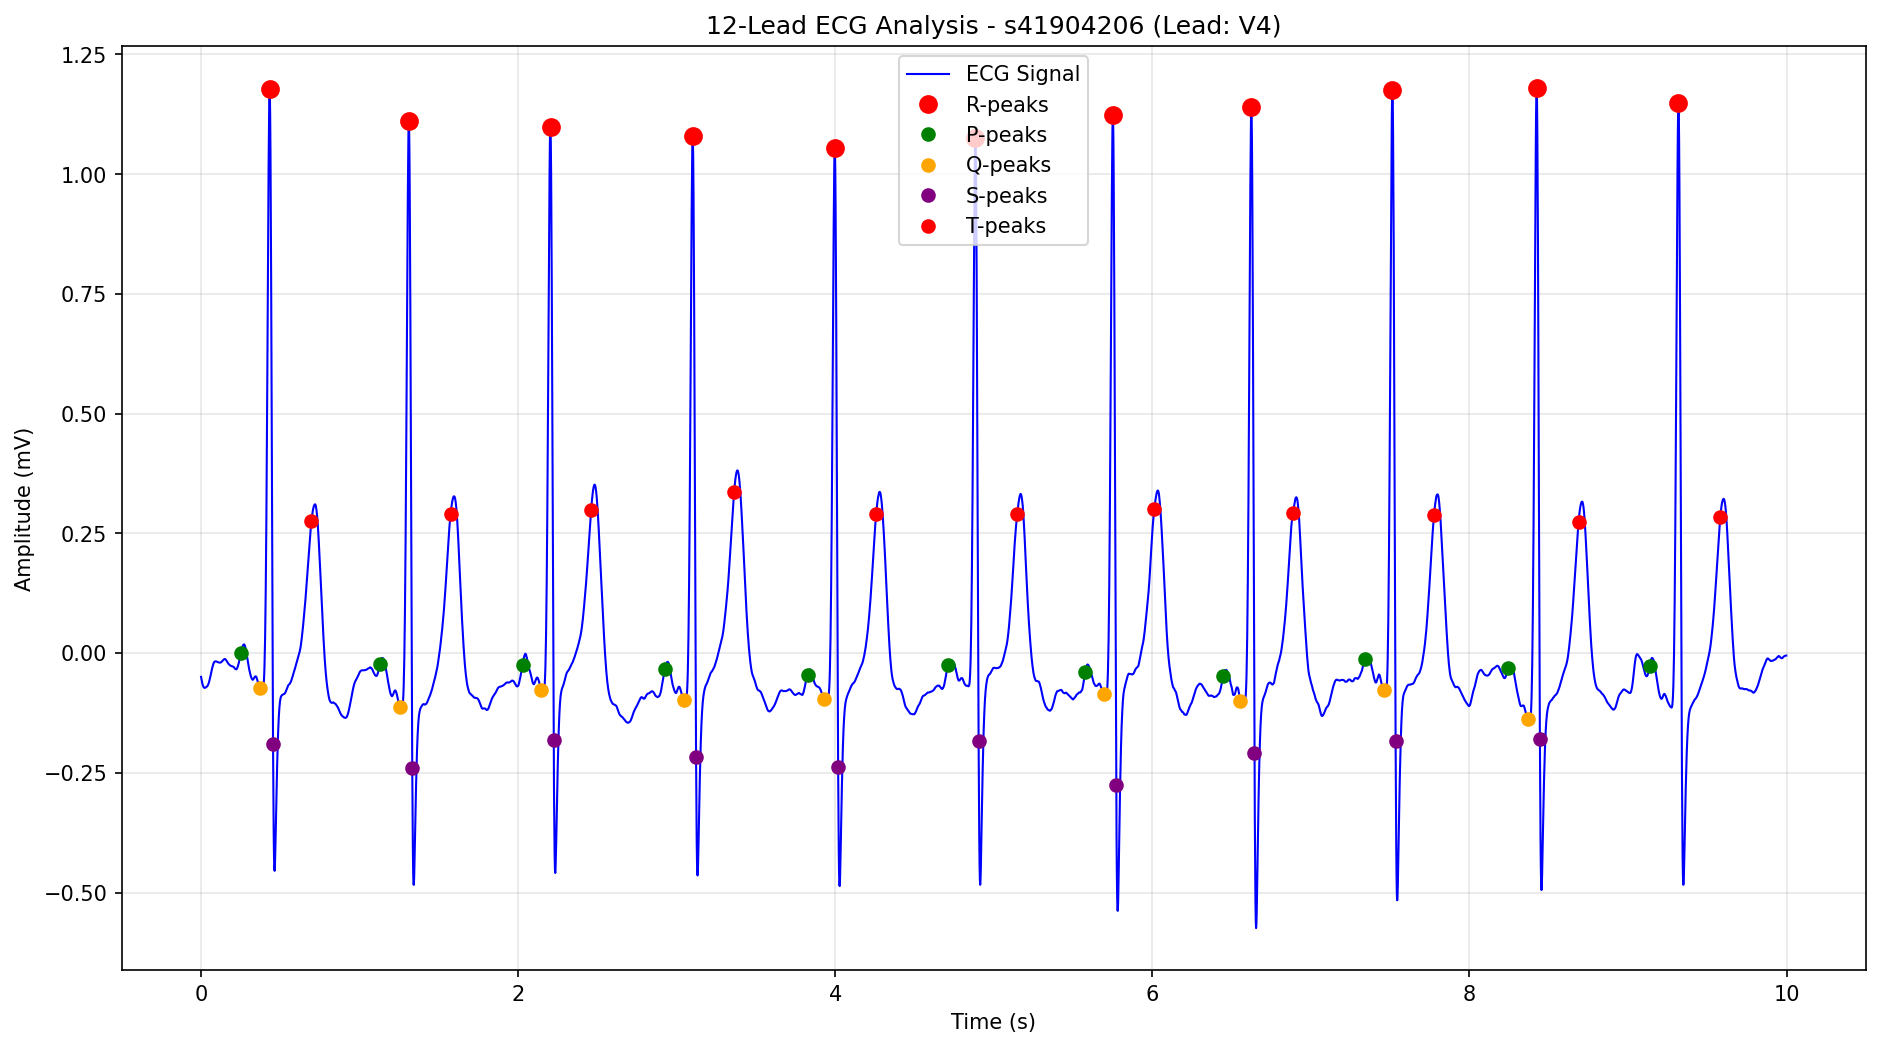 12-Lead ECG Analysis - s41904206 (Lead: V4)
ECG Signal
R-peaks
P-peaks
Q-peaks
S-peaks
T-peaks
Amplitude (mV)
1.25
1.00
0.75
0.50
0.25
0.00
−0.25
−0.50
0 2 4 6 8 10
Time (s)